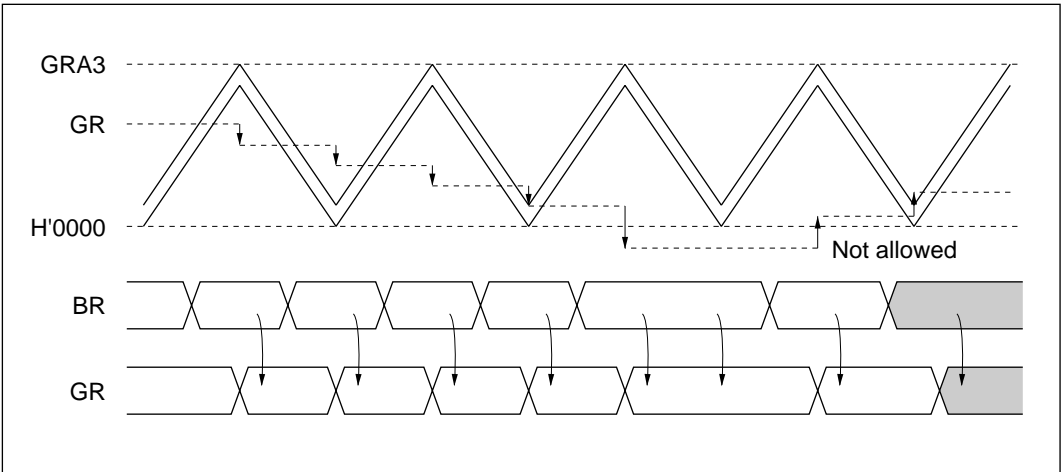 GRA3
GR
H'0000
Not allowed
BR
GR